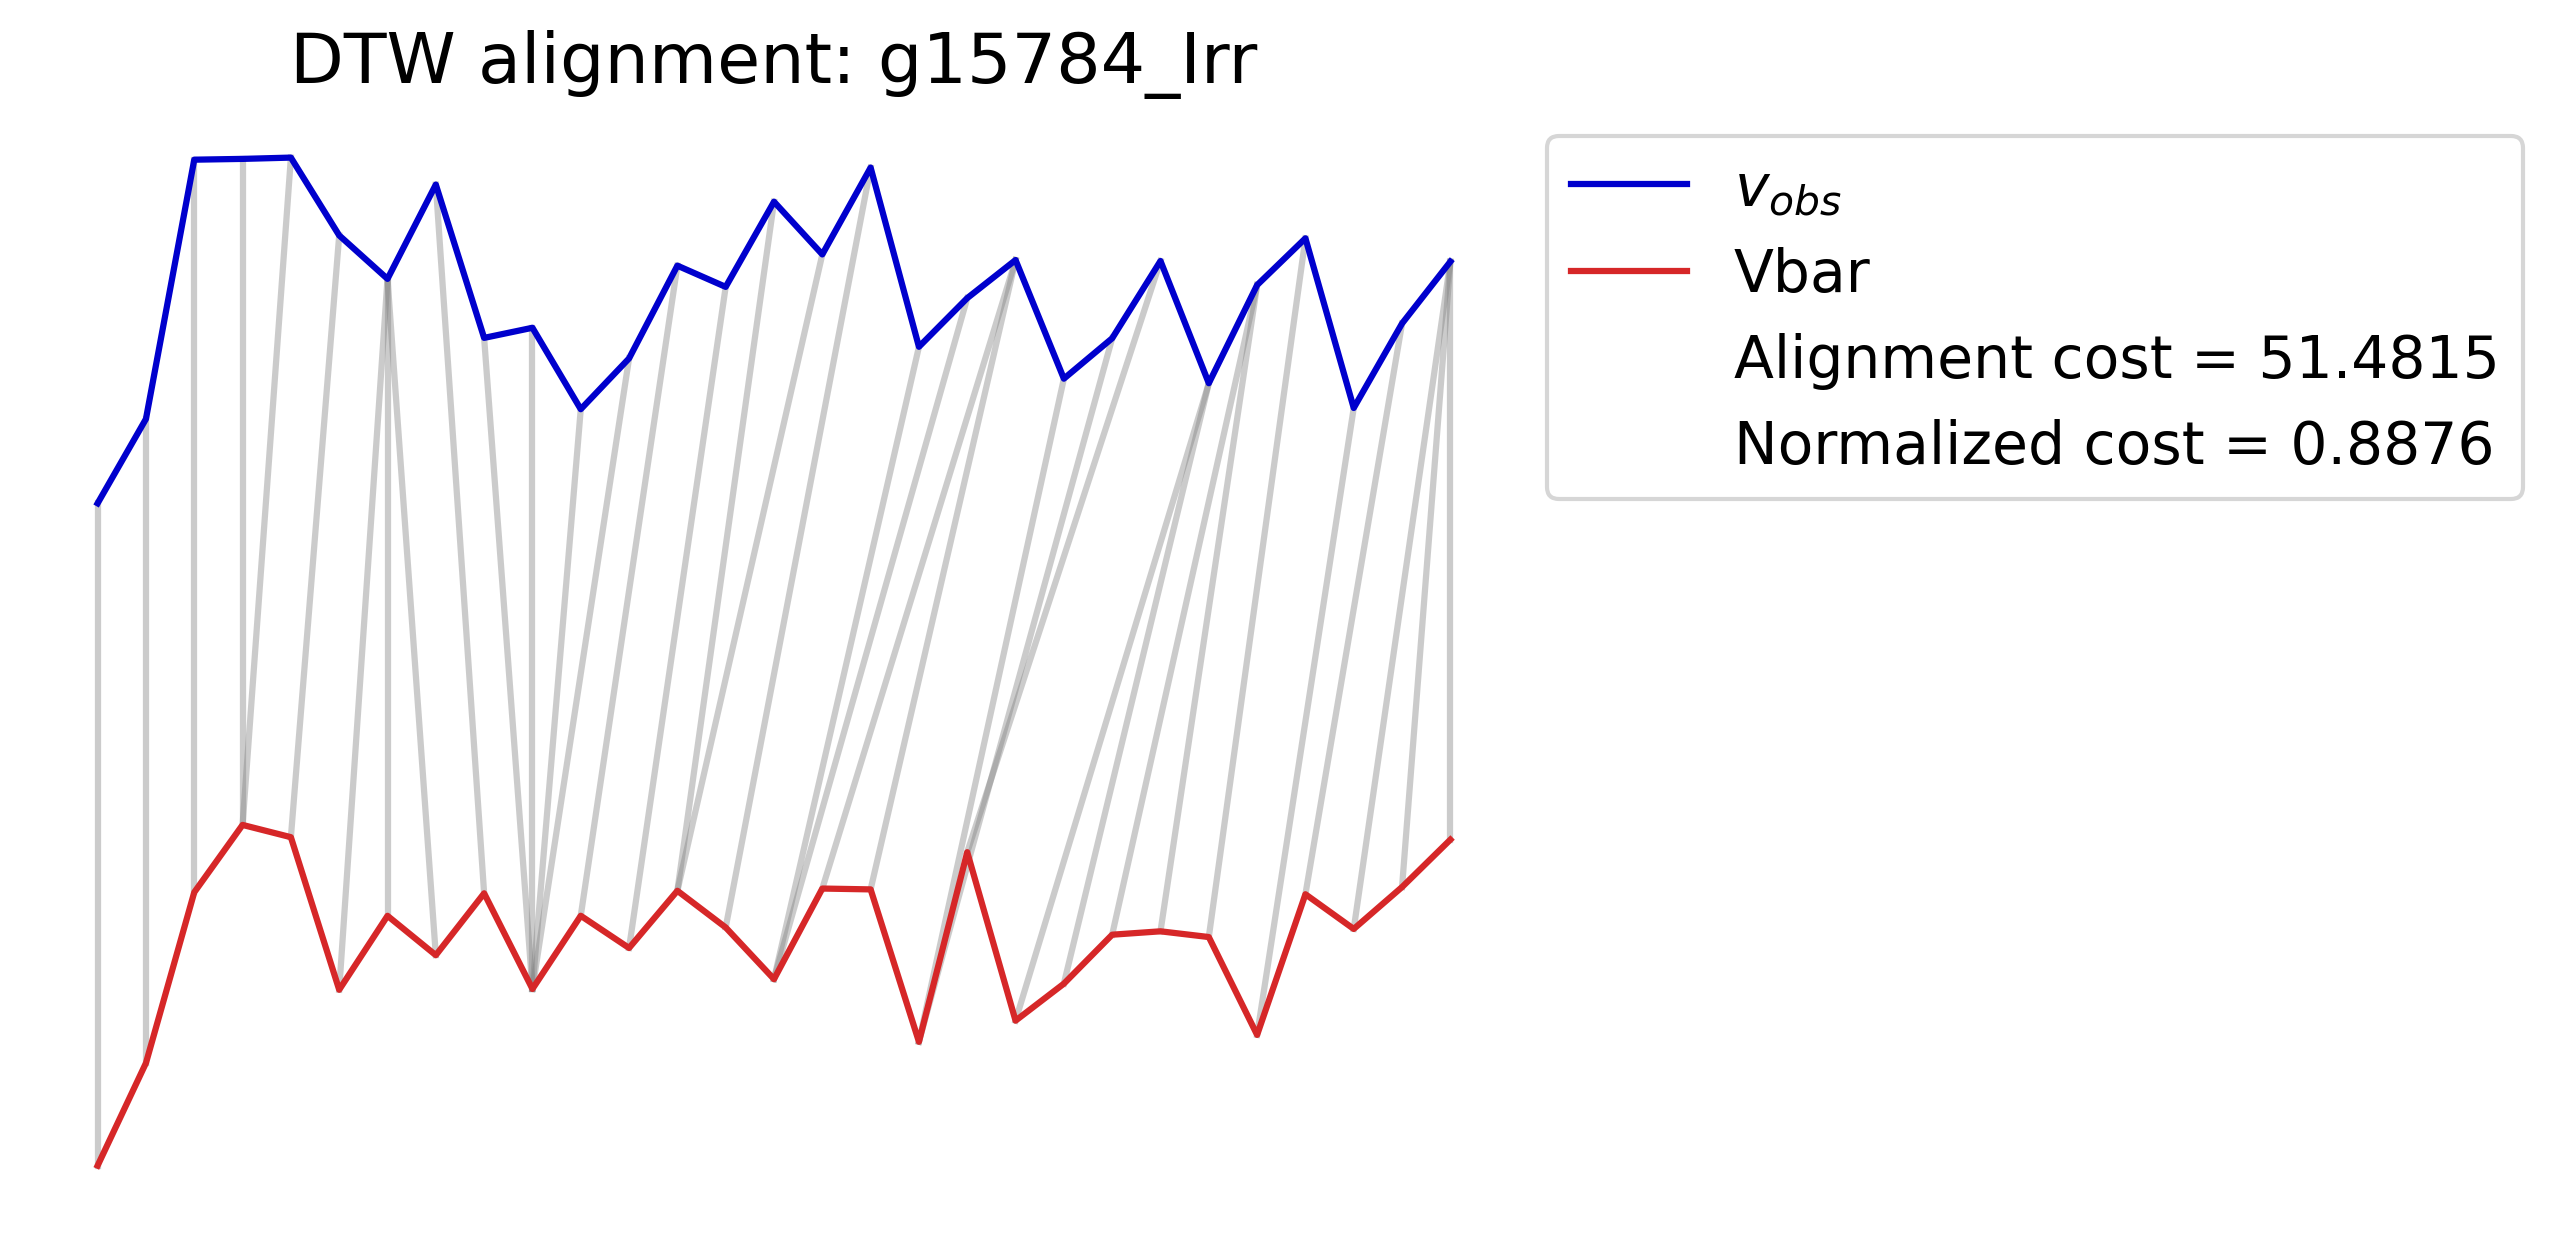 DTW alignment: g15784_Irr
v_obs
Vbar
Alignment cost = 51.4815
Normalized cost = 0.8876